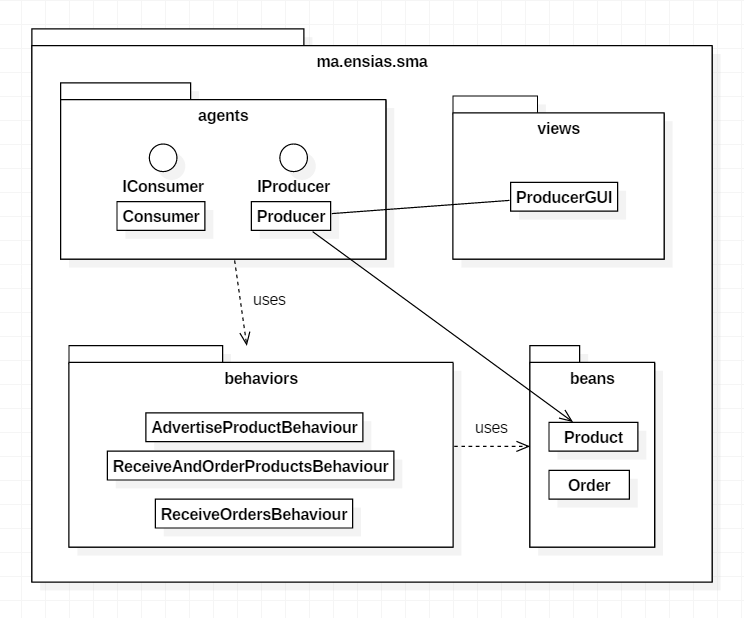 ma.ensias.sma
agents
views
IConsumer
IProducer
Consumer
Producer
ProducerGUI
uses
behaviors
beans
AdvertiseProductBehaviour
uses
Product
ReceiveAndOrderProductsBehaviour
Order
ReceiveOrdersBehaviour